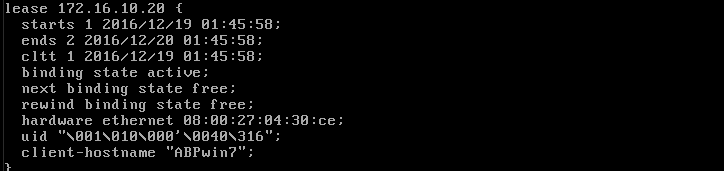 lease 172.16.10.20 {
  starts 1 2016/12/19 01:45:58;
  ends 2 2016/12/20 01:45:58;
  cltt 1 2016/12/19 01:45:58;
  binding state active;
  next binding state free;
  rewind binding state free;
  hardware ethernet 08:00:27:04:30:ce;
  uid "\001\010\000'\0040\316";
  client-hostname "ABPwin7";
}